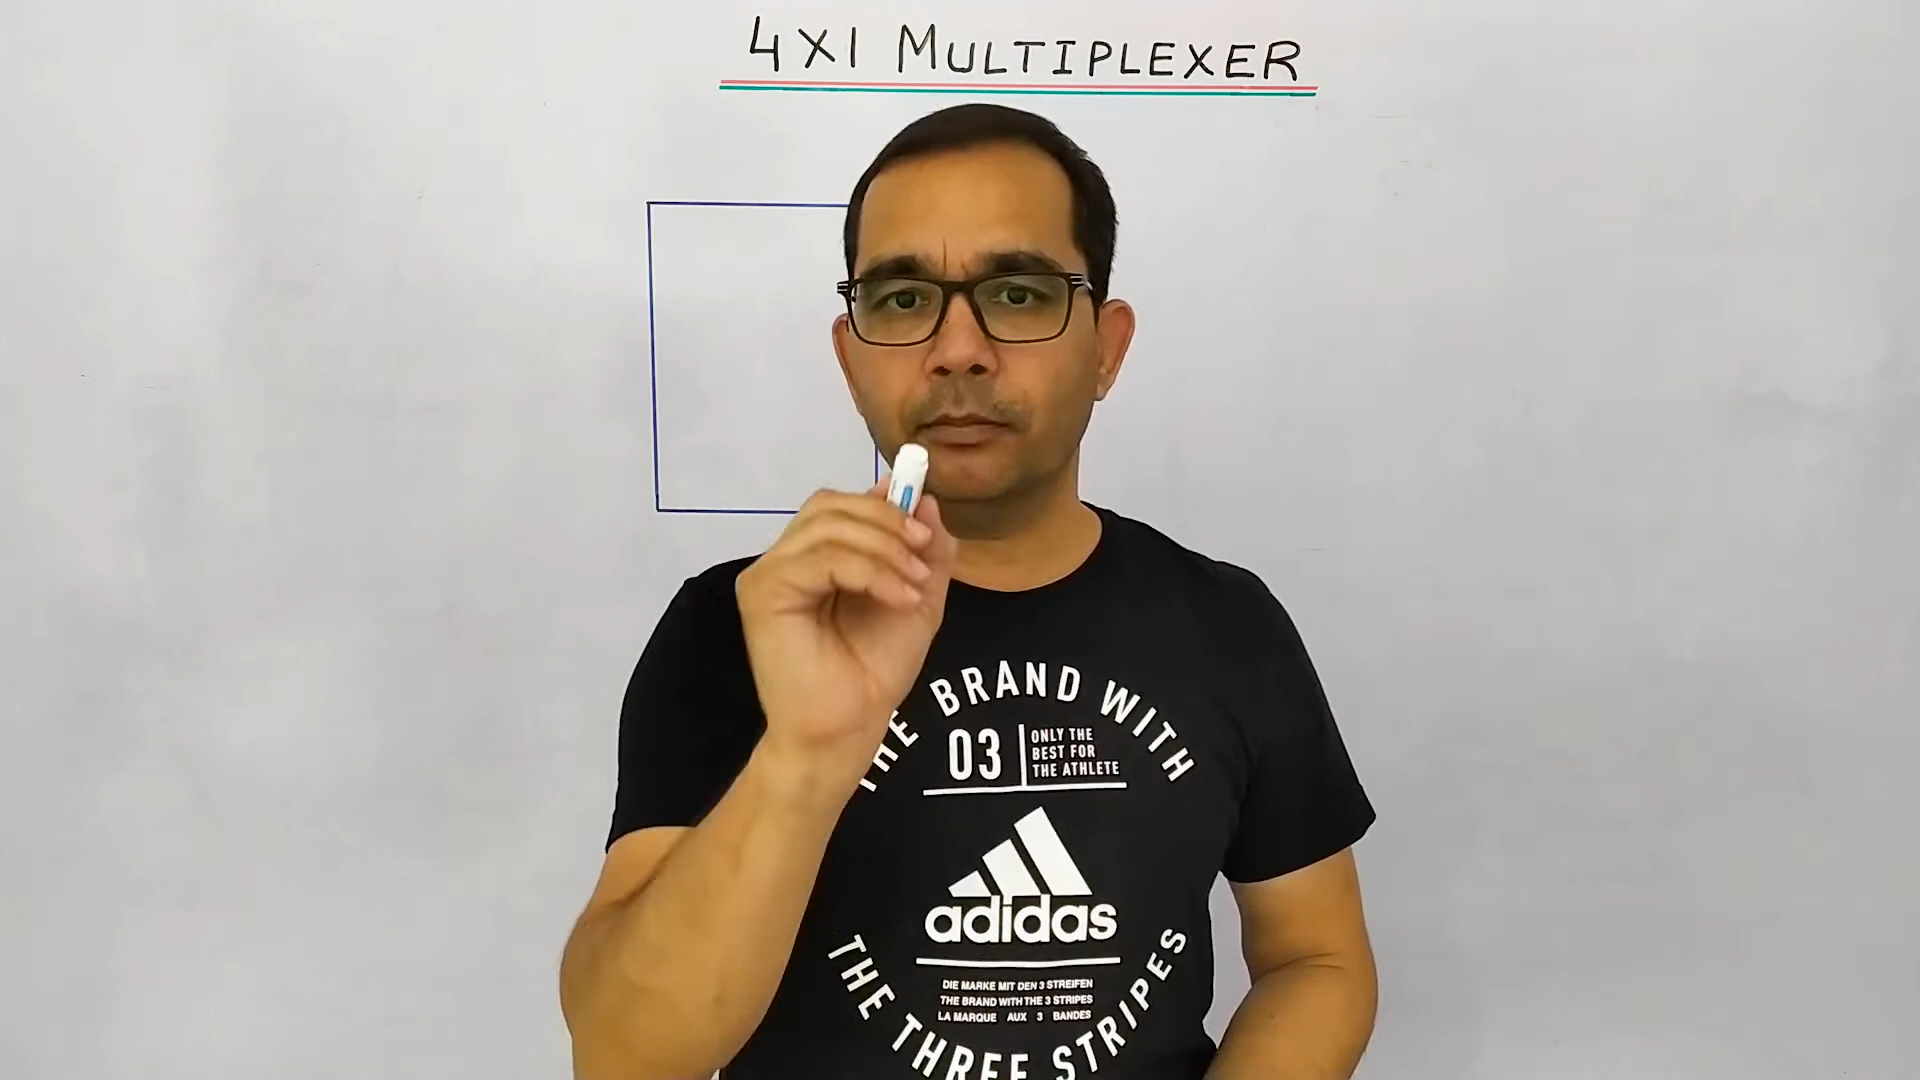 4X1 MULTIPLEXER
THE BRAND WITH
03
ONLY THE
BEST FOR
THE ATHLETE
adidas
DIE MARKE MIT DEN 3 STREIFEN
THE BRAND WITH THE 3 STRIPES
LA MARQUE AUX 3 BANDES
THE THREE STRIPES